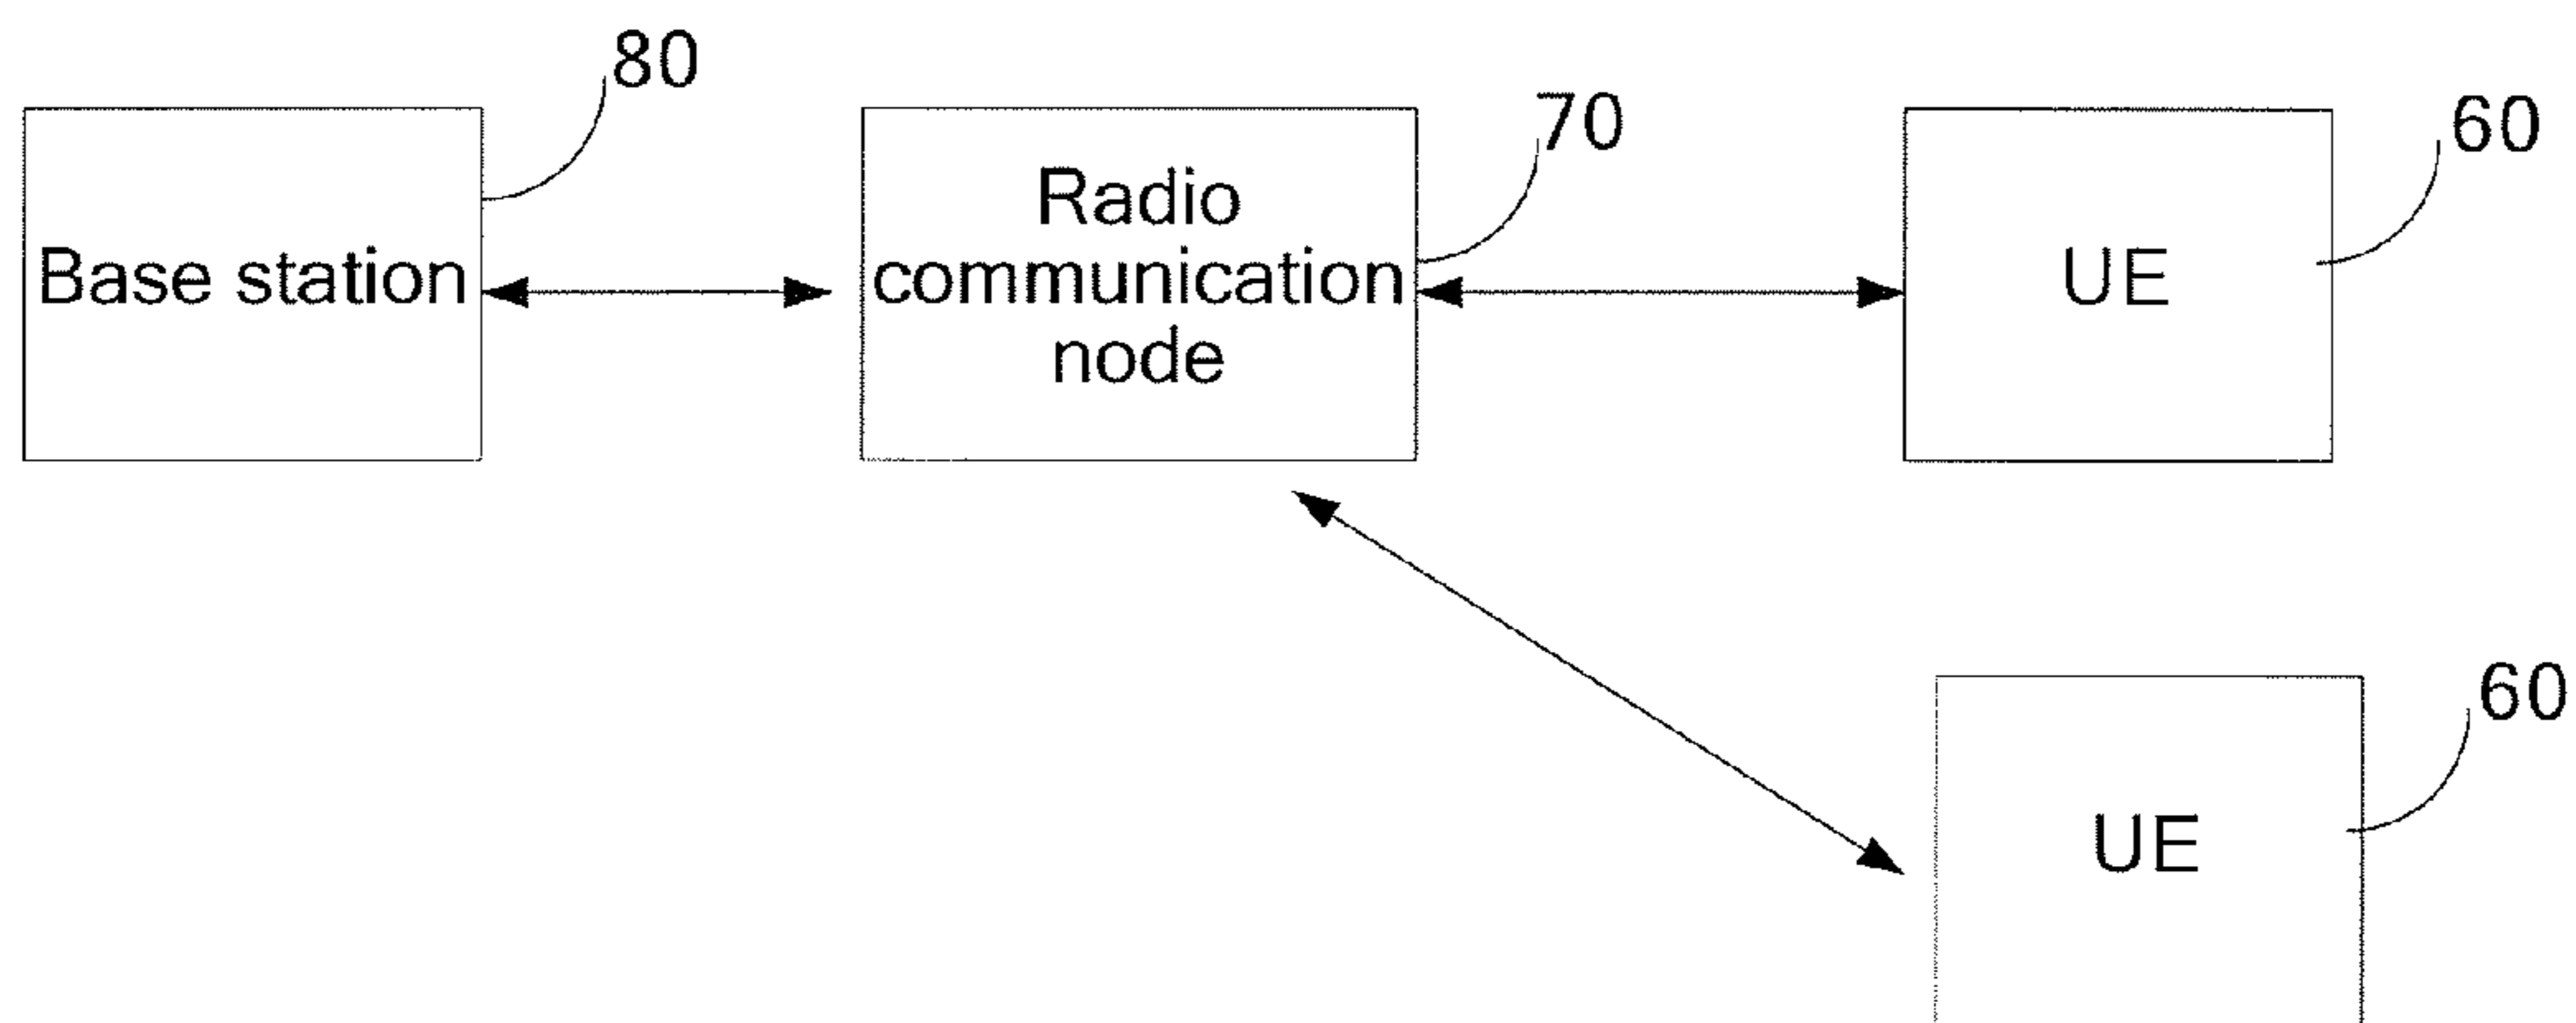 80
70
60
Base station
Radio
communication
node
UE
60
UE